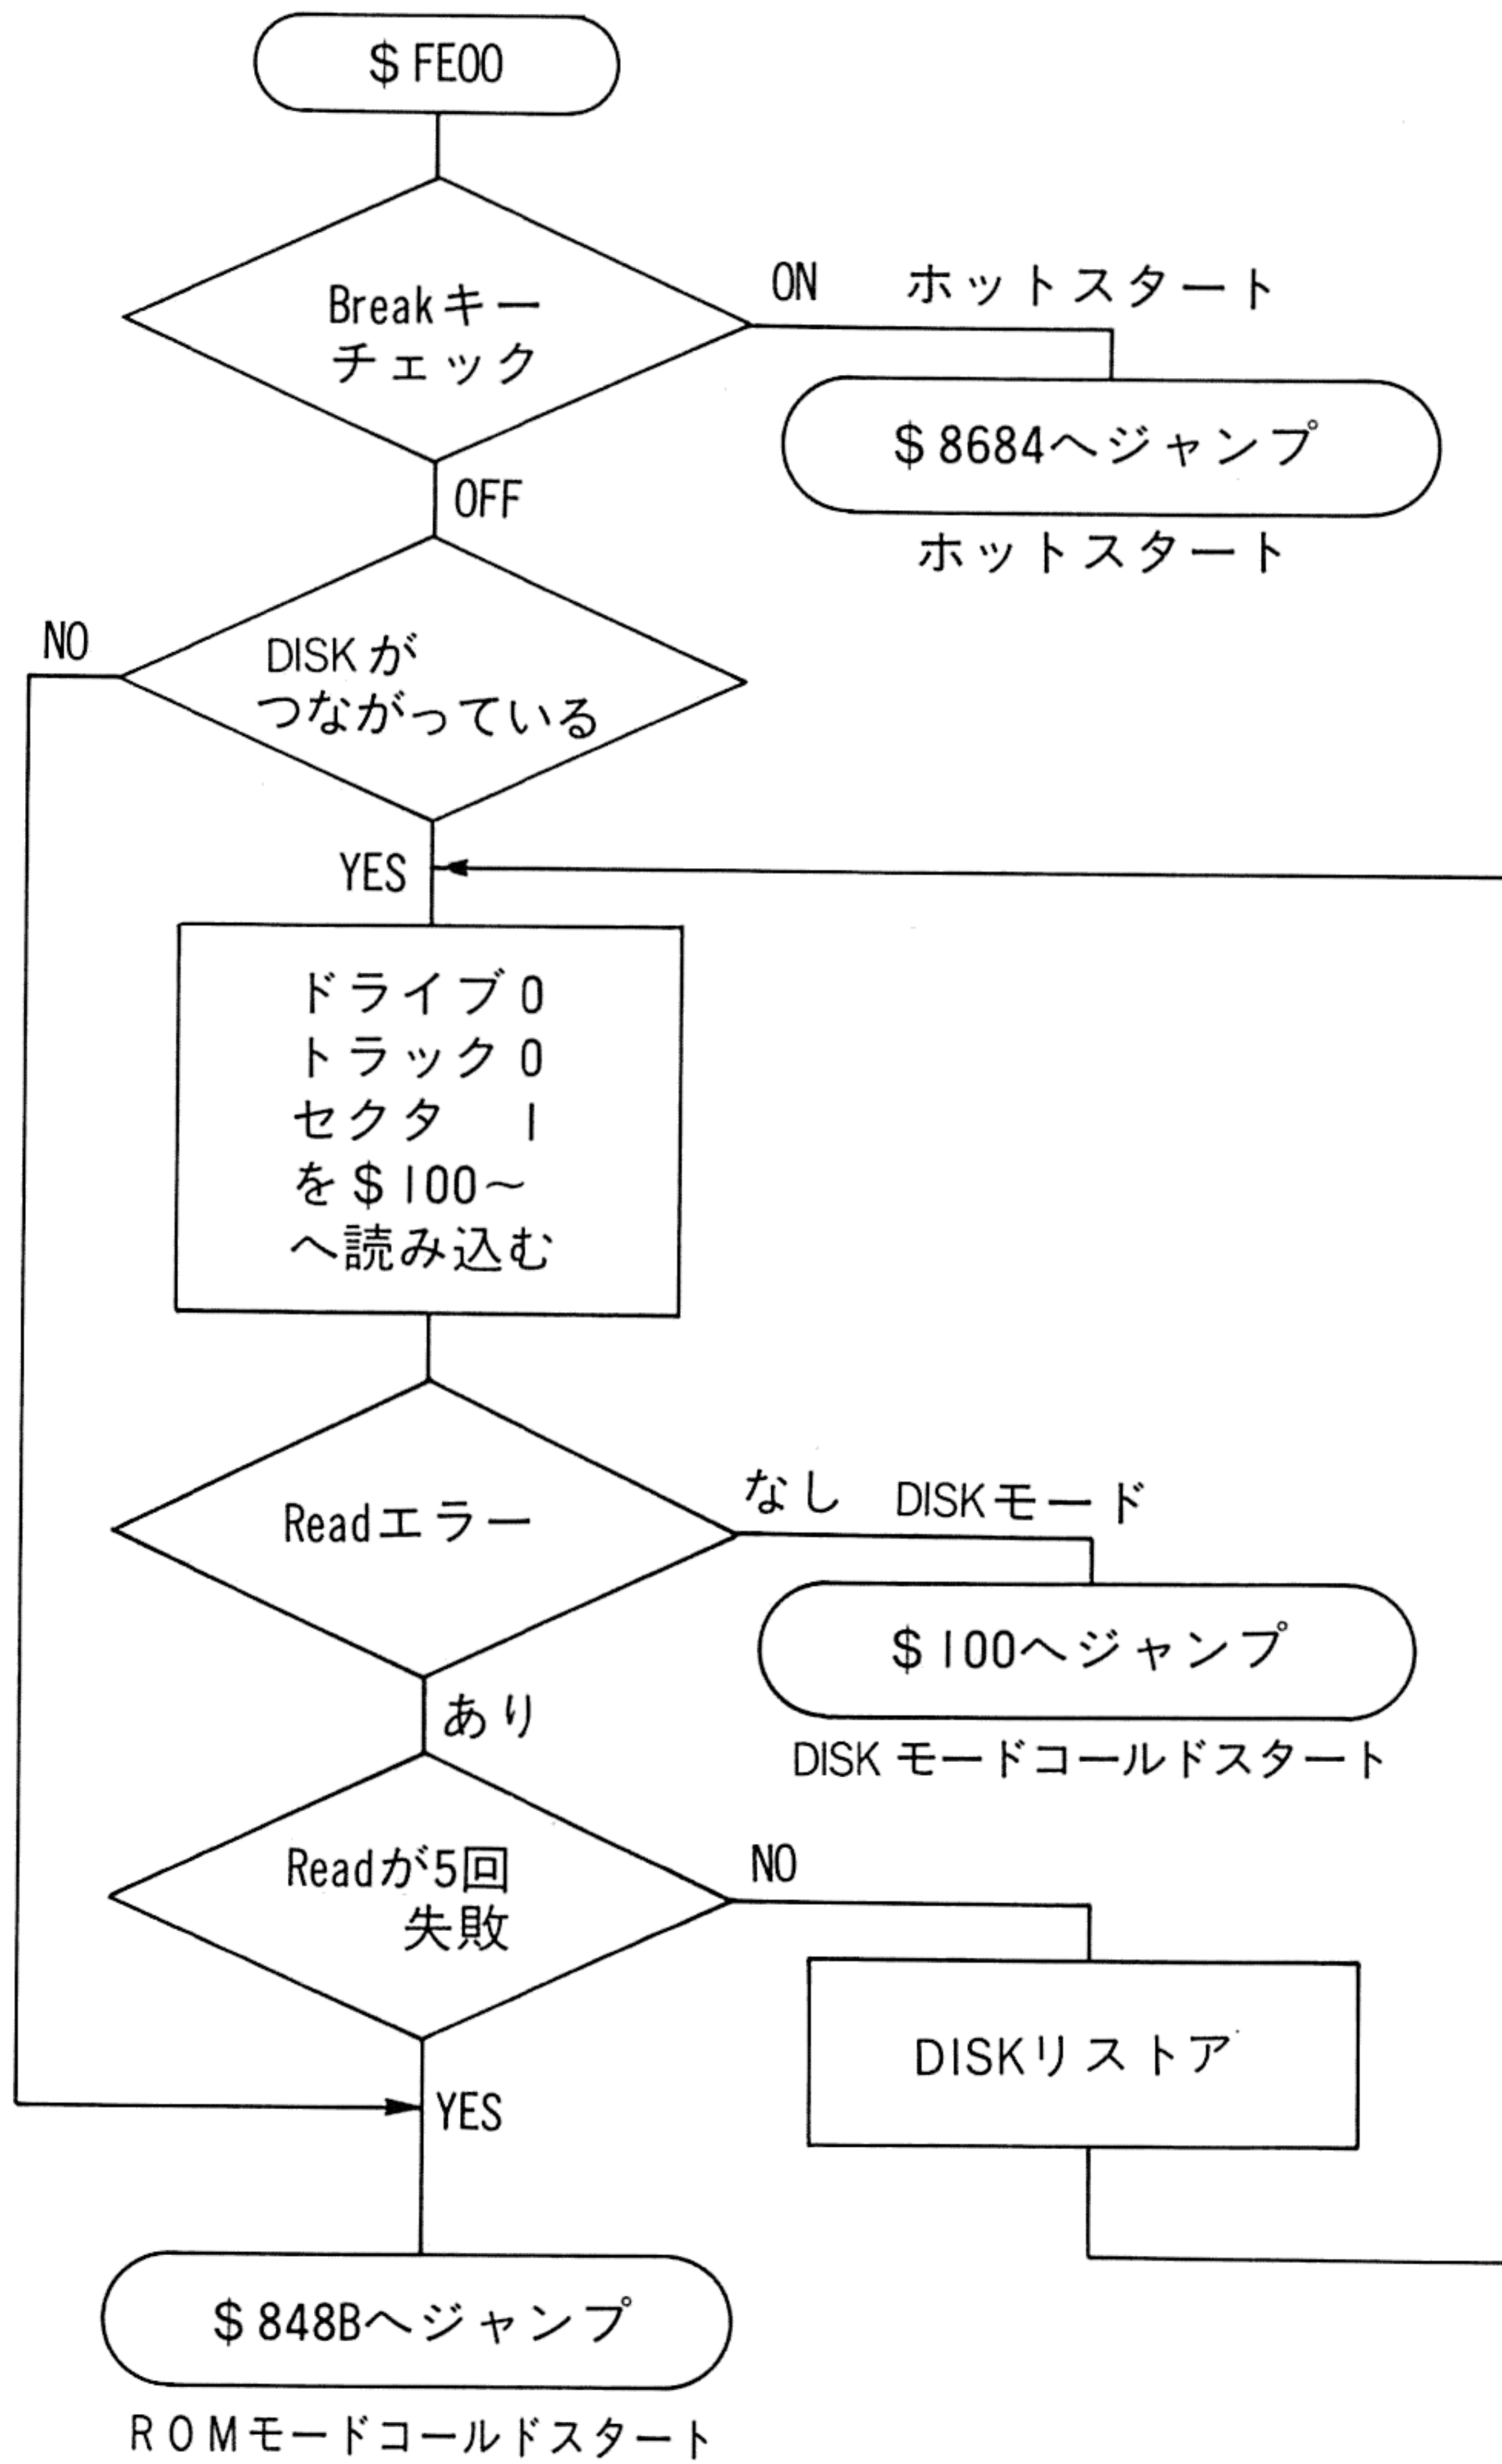 $FE00
Breakキー
チェック
ON ホットスタート
$8684へジャンプ
ホットスタート
OFF
DISKが
つながっている
NO
YES
ドライブ0
トラック0
セクタ 1
を$100～
へ読み込む
Readエラー
なし DISKモード
$100へジャンプ
DISKモードコールドスタート
あり
Readが5回
失敗
NO
DISKリストア
YES
$848Bへジャンプ
ROMモードコールドスタート